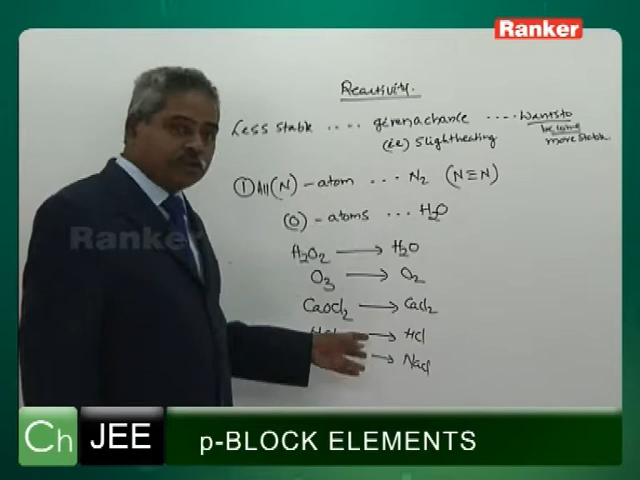 Ranker
Reactivity.
Less stable .... given a chance .... wants to
(ie) Slight heating
become
more stable.
① All (N) - atom ... N₂ (N≡N)
(O) - atoms ... H₂O
Ranker
H₂O₂ → H₂O
O₃ → O₂
CaOCl₂ → CaCl₂
→ HCl
→ NaCl
Ch JEE p-BLOCK ELEMENTS